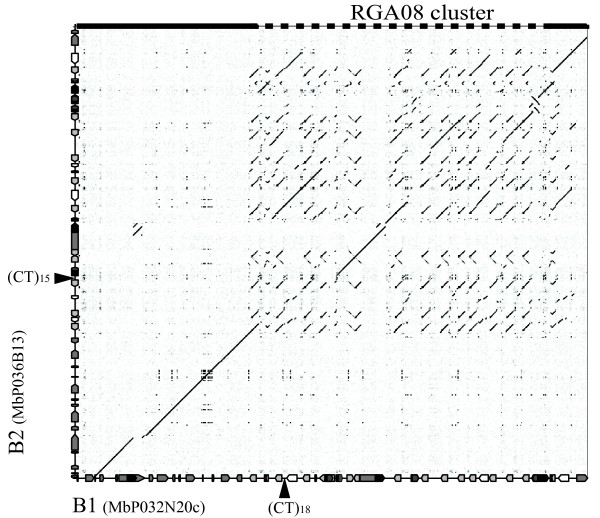 RGA08 cluster
(CT)15
B2 (MbP036B13)
B1 (MbP032N20c)
(CT)18